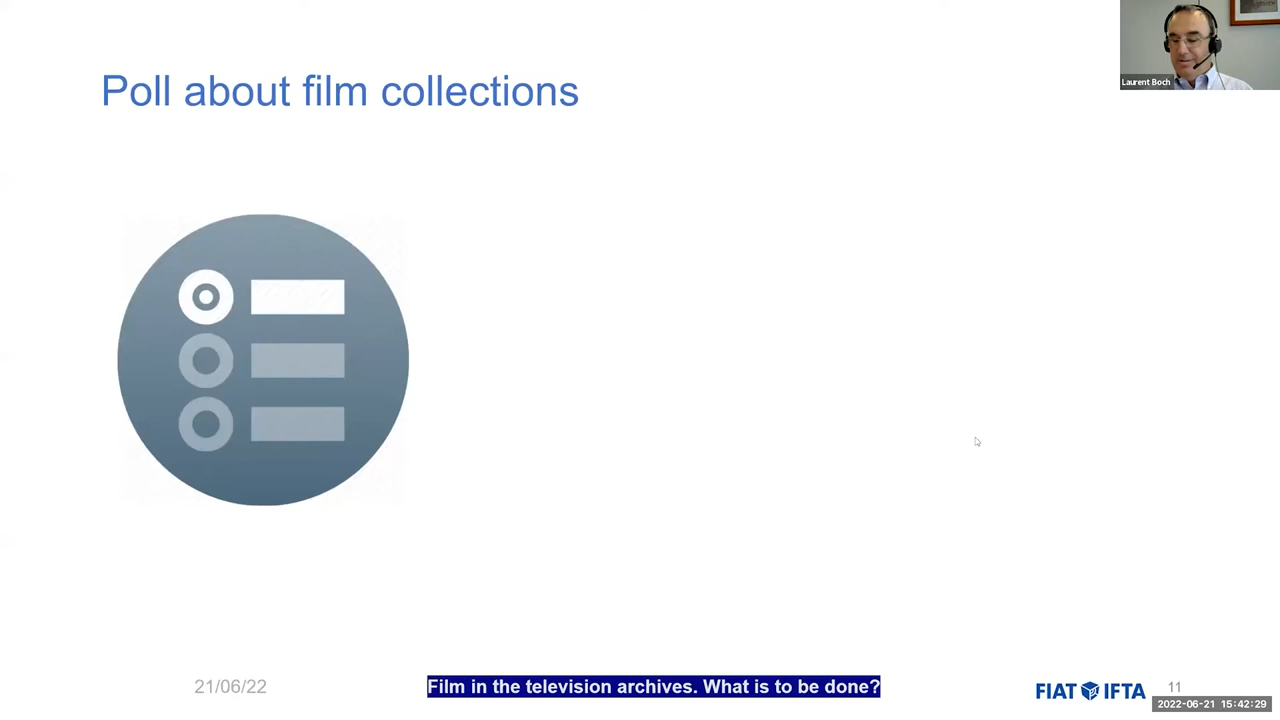 Laurent Boch
Poll about film collections
21/06/22
Film in the television archives. What is to be done?
FIAT IFTA
11
2022-06-21 15:42:29